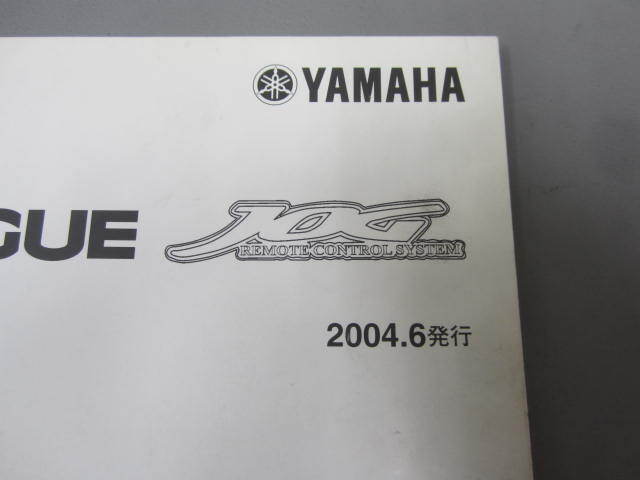 YAMAHA
GUE
JOG
REMOTE CONTROL SYSTEM
2004.6発行